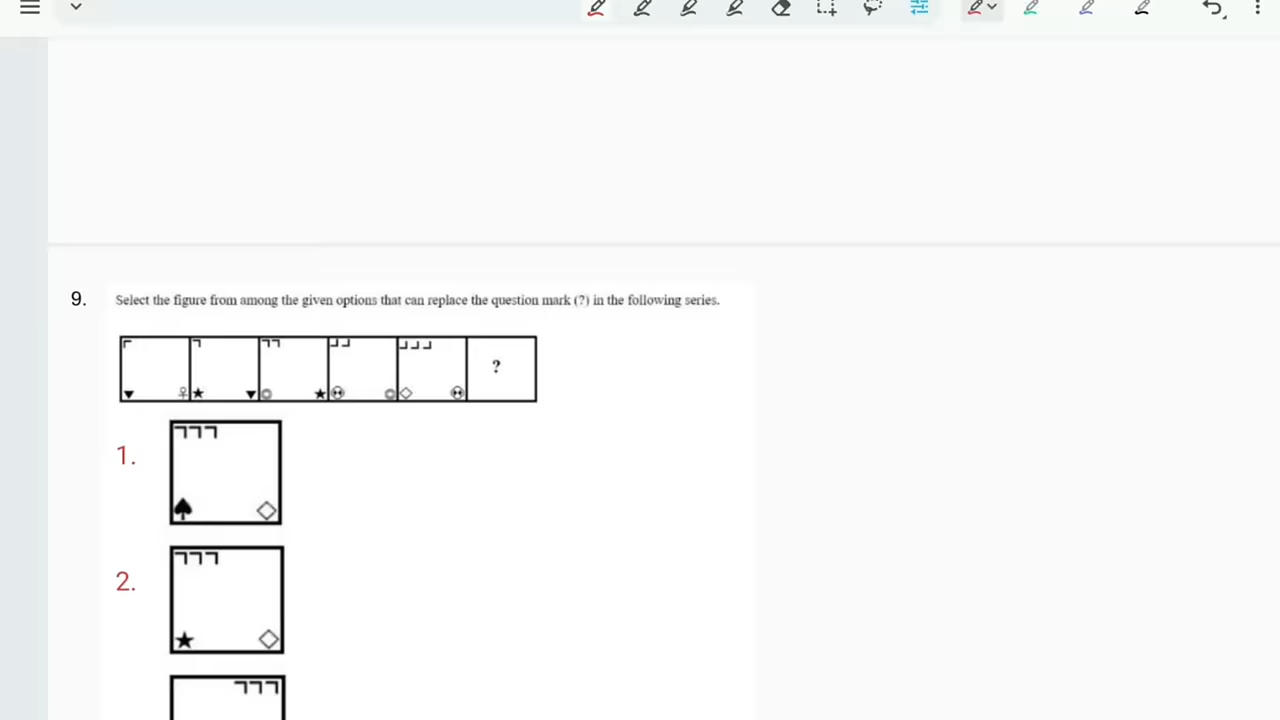 9. Select the figure from among the given options that can replace the question mark (?) in the following series.
?
1.
2.